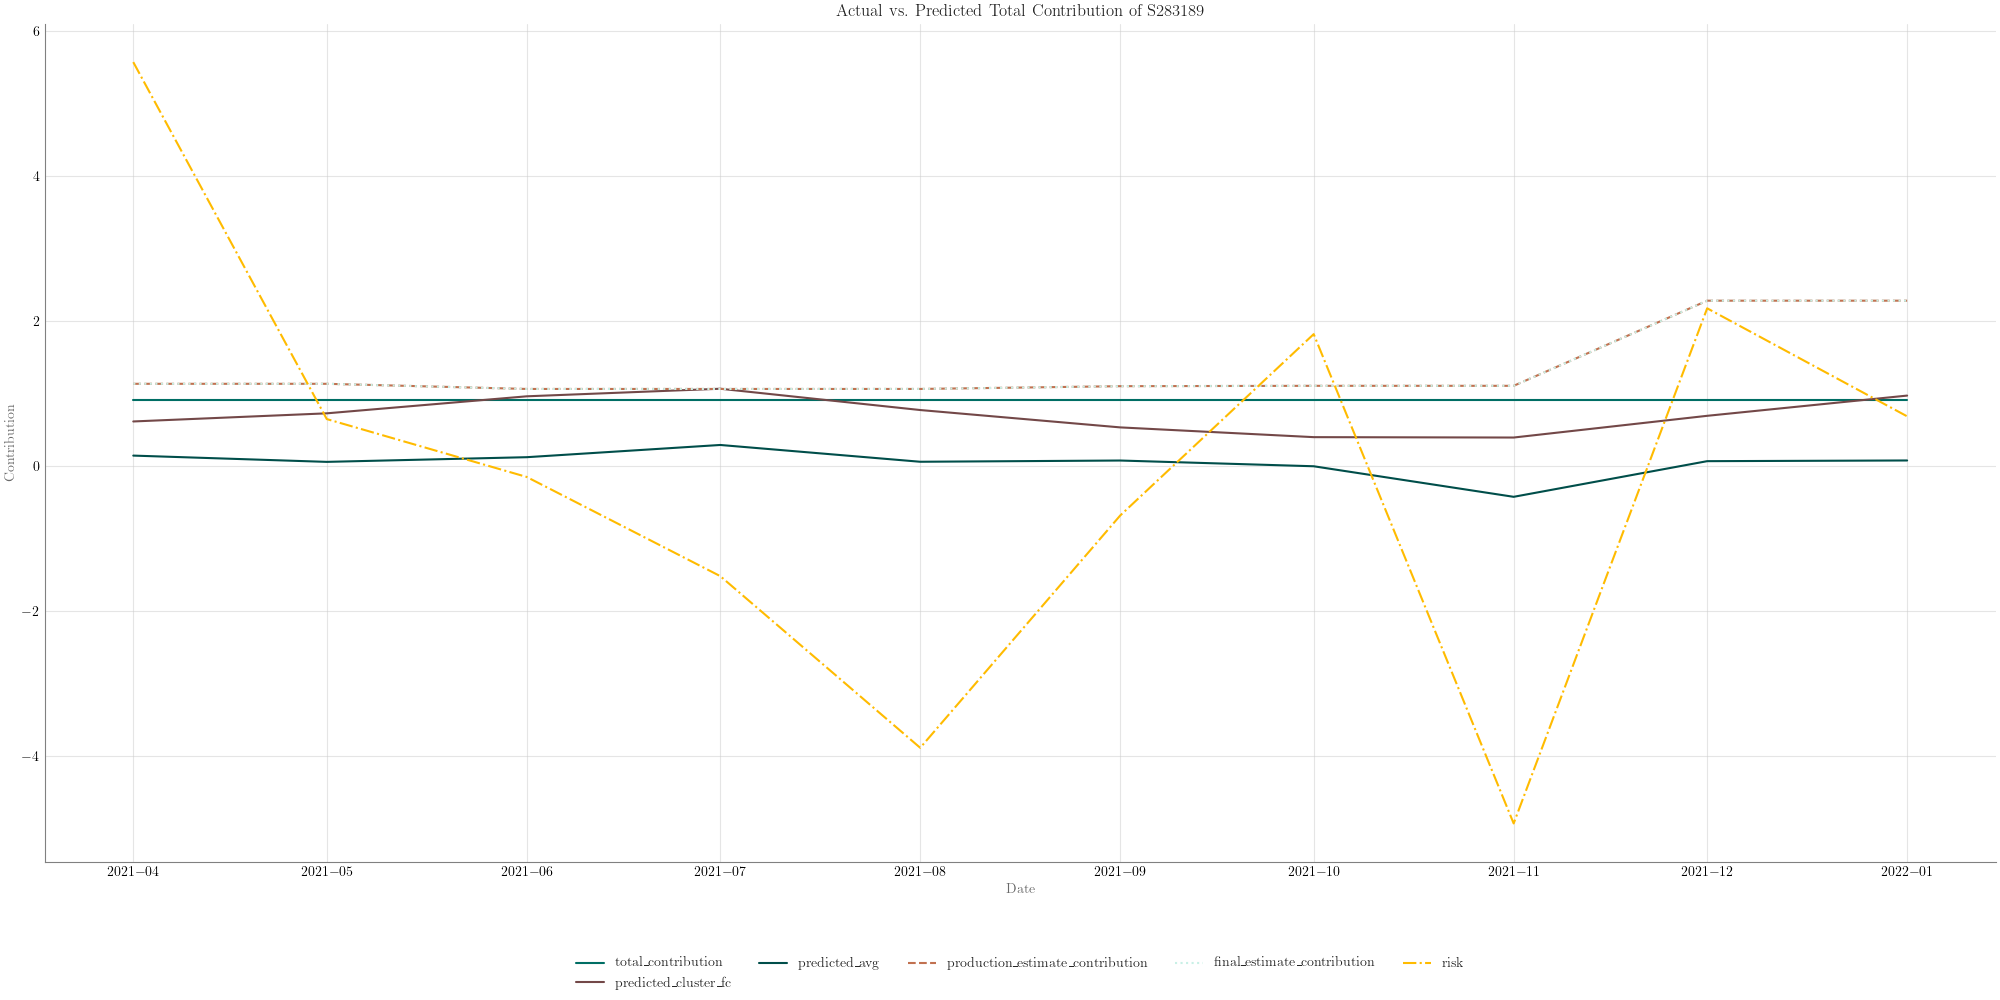 Actual vs. Predicted Total Contribution of S283189
6
4
2
0
−2
−4
Contribution
2021−04 2021−05 2021−06 2021−07 2021−08 2021−09 2021−10 2021−11 2021−12 2022−01
Date
total_contribution predicted_avg production_estimate_contribution final_estimate_contribution risk
predicted_cluster_fc